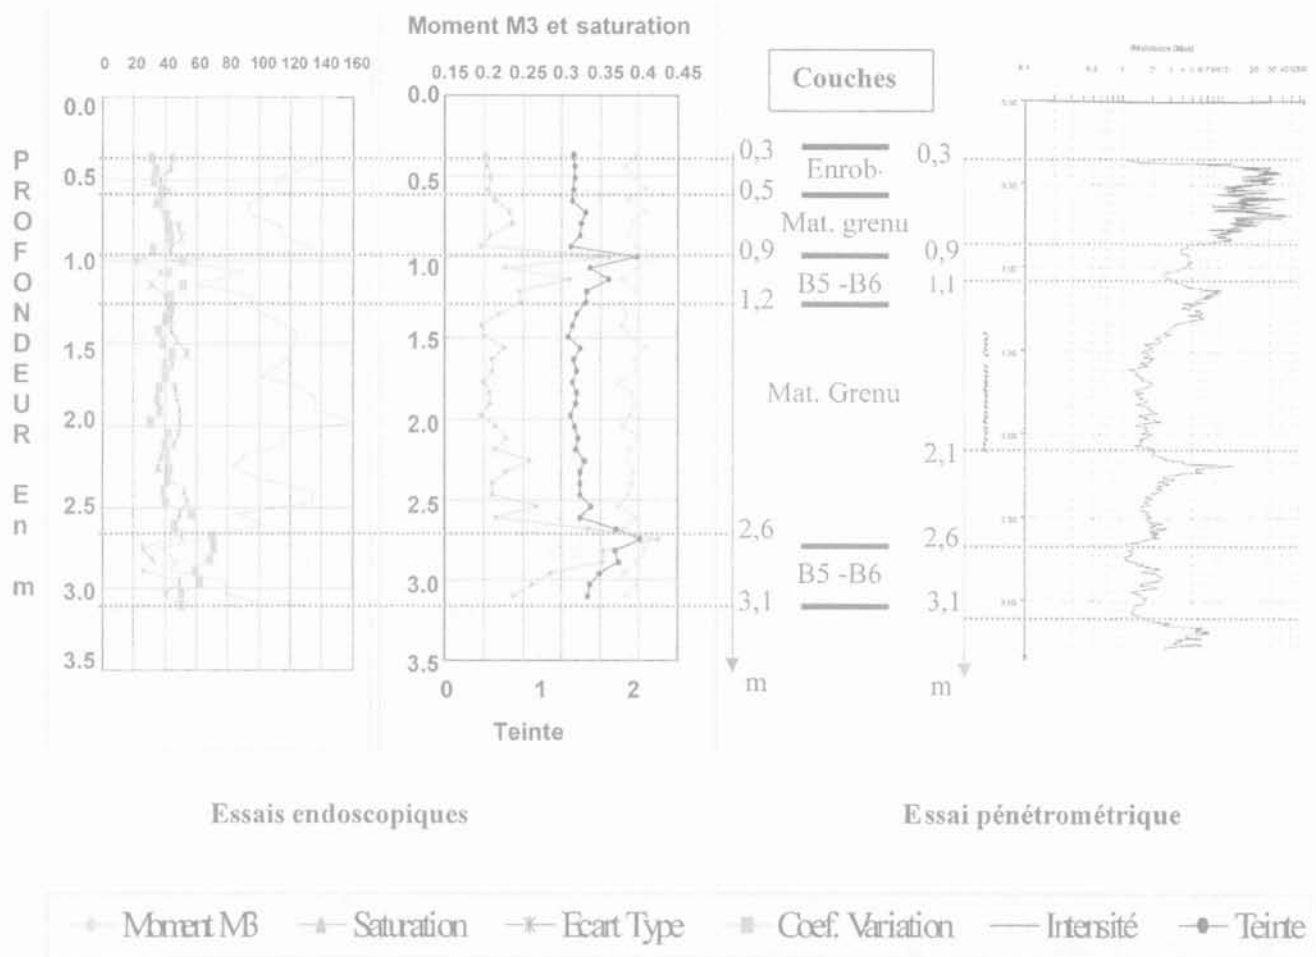 Moment M3 et saturation
0 20 40 60 80 100 120 140 160
0.15 0.2 0.25 0.3 0.35 0.4 0.45
Couches
0.0
0.5
1.0
1.5
2.0
2.5
3.0
3.5
PROFONDEUR En m
0.0
0.5
1.0
1.5
2.0
2.5
3.0
3.5
0 1 2
Teinte
0,3
Enrob.
0,5
Mat. grenu
0,9
B5 -B6
1,2
Mat. Grenu
2,6
B5 -B6
3,1
m
0,3
0,9
1,1
2,1
2,6
3,1
m
Essais endoscopiques
Essai pénétrométrique
Moment M3 Saturation Ecart Type Coef. Variation Intensité Teinte